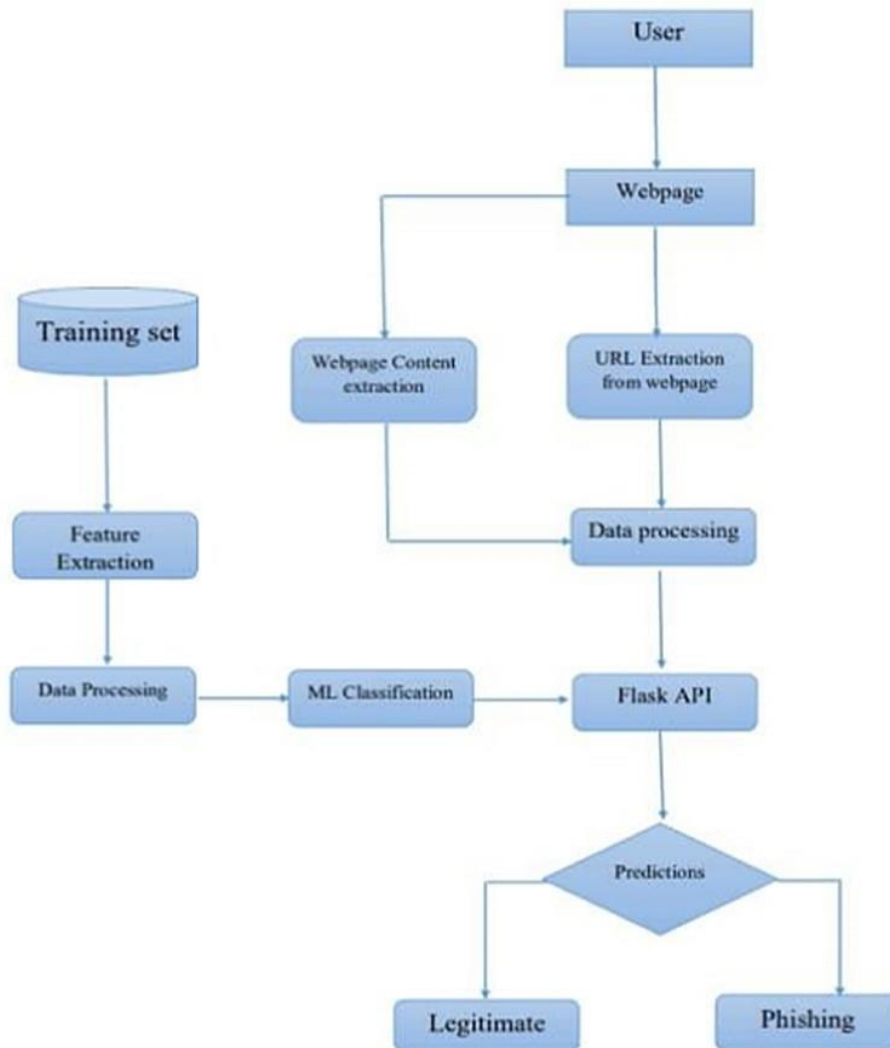 User
Webpage
Training set
Webpage Content
extraction
URL Extraction
from webpage
Feature
Extraction
Data processing
Data Processing
ML Classification
Flask API
Predictions
Legitimate
Phishing